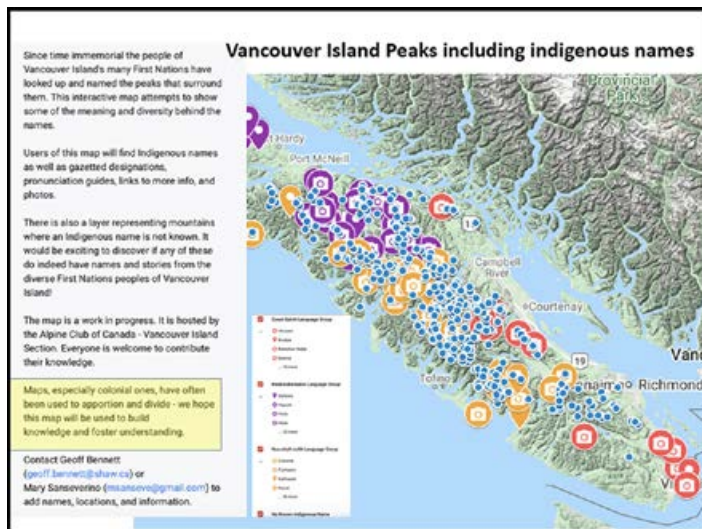 Vancouver Island Peaks including indigenous names
Since time immemorial the people of
Vancouver Island's many First Nations have
looked up and named the peaks that surround
them. This interactive map attempts to show
some of the meaning and diversity behind the
names.
Users of this map will find Indigenous names
as well as gazetted designations,
pronunciation guides, links to more info, and
photos.
There is also a layer representing mountains
where an Indigenous name is not known. It
would be exciting to discover if any of these
do indeed have names and stories from the
diverse First Nations peoples of Vancouver
Island!
The map is a work in progress. It is hosted by
the Alpine Club of Canada - Vancouver Island
Section. Everyone is welcome to contribute
their knowledge.
Maps, especially colonial ones, have often
been used to apportion and divide - we hope
this map will be used to build
knowledge and foster understanding.
Contact Geoff Bennett
(geoff.bennett@shaw.ca) or
Mary Sanseverino (msanseve@gmail.com) to
add names, locations, and information.
Provincial
Park
Hardy
Port McNeill
Campbell
River
Courtenay
19
Tofino
Richmond
Language Group
Language Group
Language Group